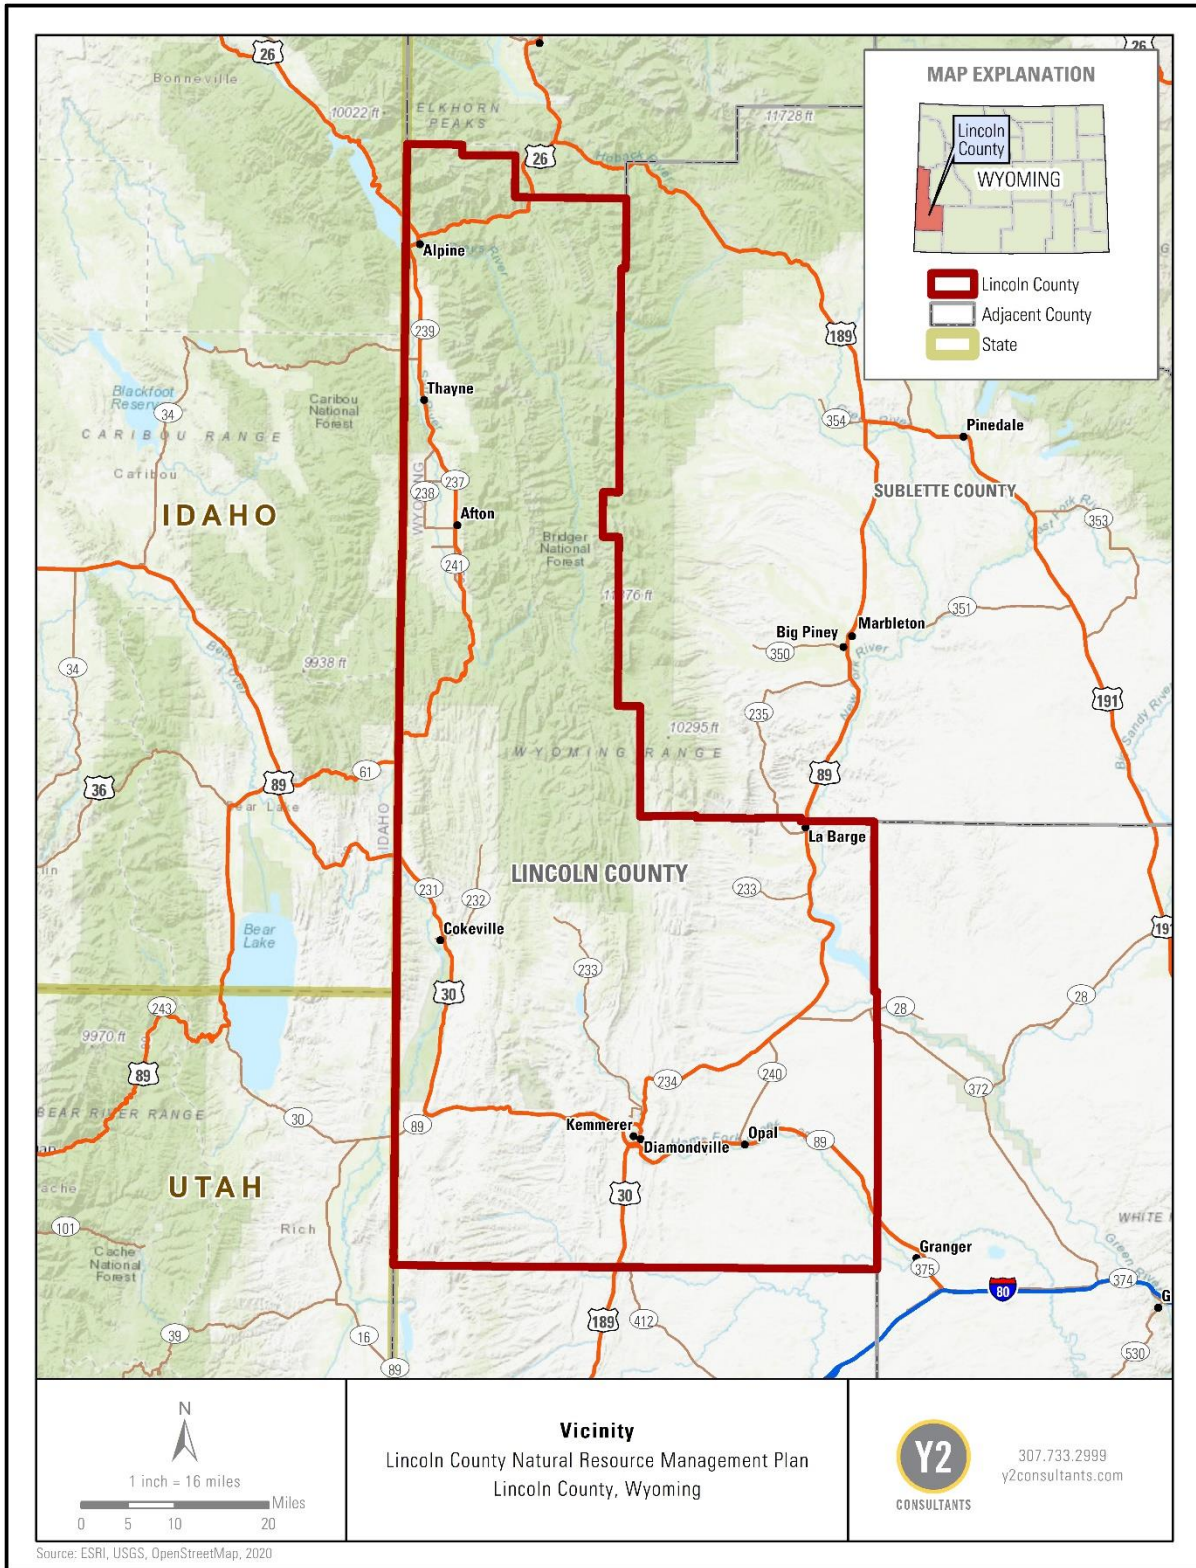 26
Bonneville
10022 ft
ELKHORN
PEAKS
11728 ft
26
MAP EXPLANATION
Lincoln
County
WYOMING
Lincoln County
Adjacent County
State
26
Alpine
239
189
Thayne
Blackfoot
34
Caribou
National
Forest
CARIBOU RANGE
Caribou
354
Pinedale
IDAHO
WYOMING
237
238
Afton
SUBLETTE COUNTY
353
241
Bridger
National
Forest
351
Marbleton
Big Piney
350
34
9938 ft
235
10295 ft
WYOMING RANGE
191
61
89
36
89
Bear Lake
IDAHO
La Barge
LINCOLN COUNTY
231
232
233
Cokeville
Bear
Lake
191
233
30
243
28
28
9970 ft
89
234
240
372
BEAR RIVER RANGE
30
89
Kemmerer
Diamondville
Opal
89
UTAH
30
Rich
101
Cache
National
Forest
Granger
375
Green River
80
374
G
189
412
39
16
89
530
N
1 inch = 16 miles
Miles
0 5 10 20
Vicinity
Lincoln County Natural Resource Management Plan
Lincoln County, Wyoming
Y2
CONSULTANTS
307.733.2999
y2consultants.com
Source: ESRI, USGS, OpenStreetMap, 2020